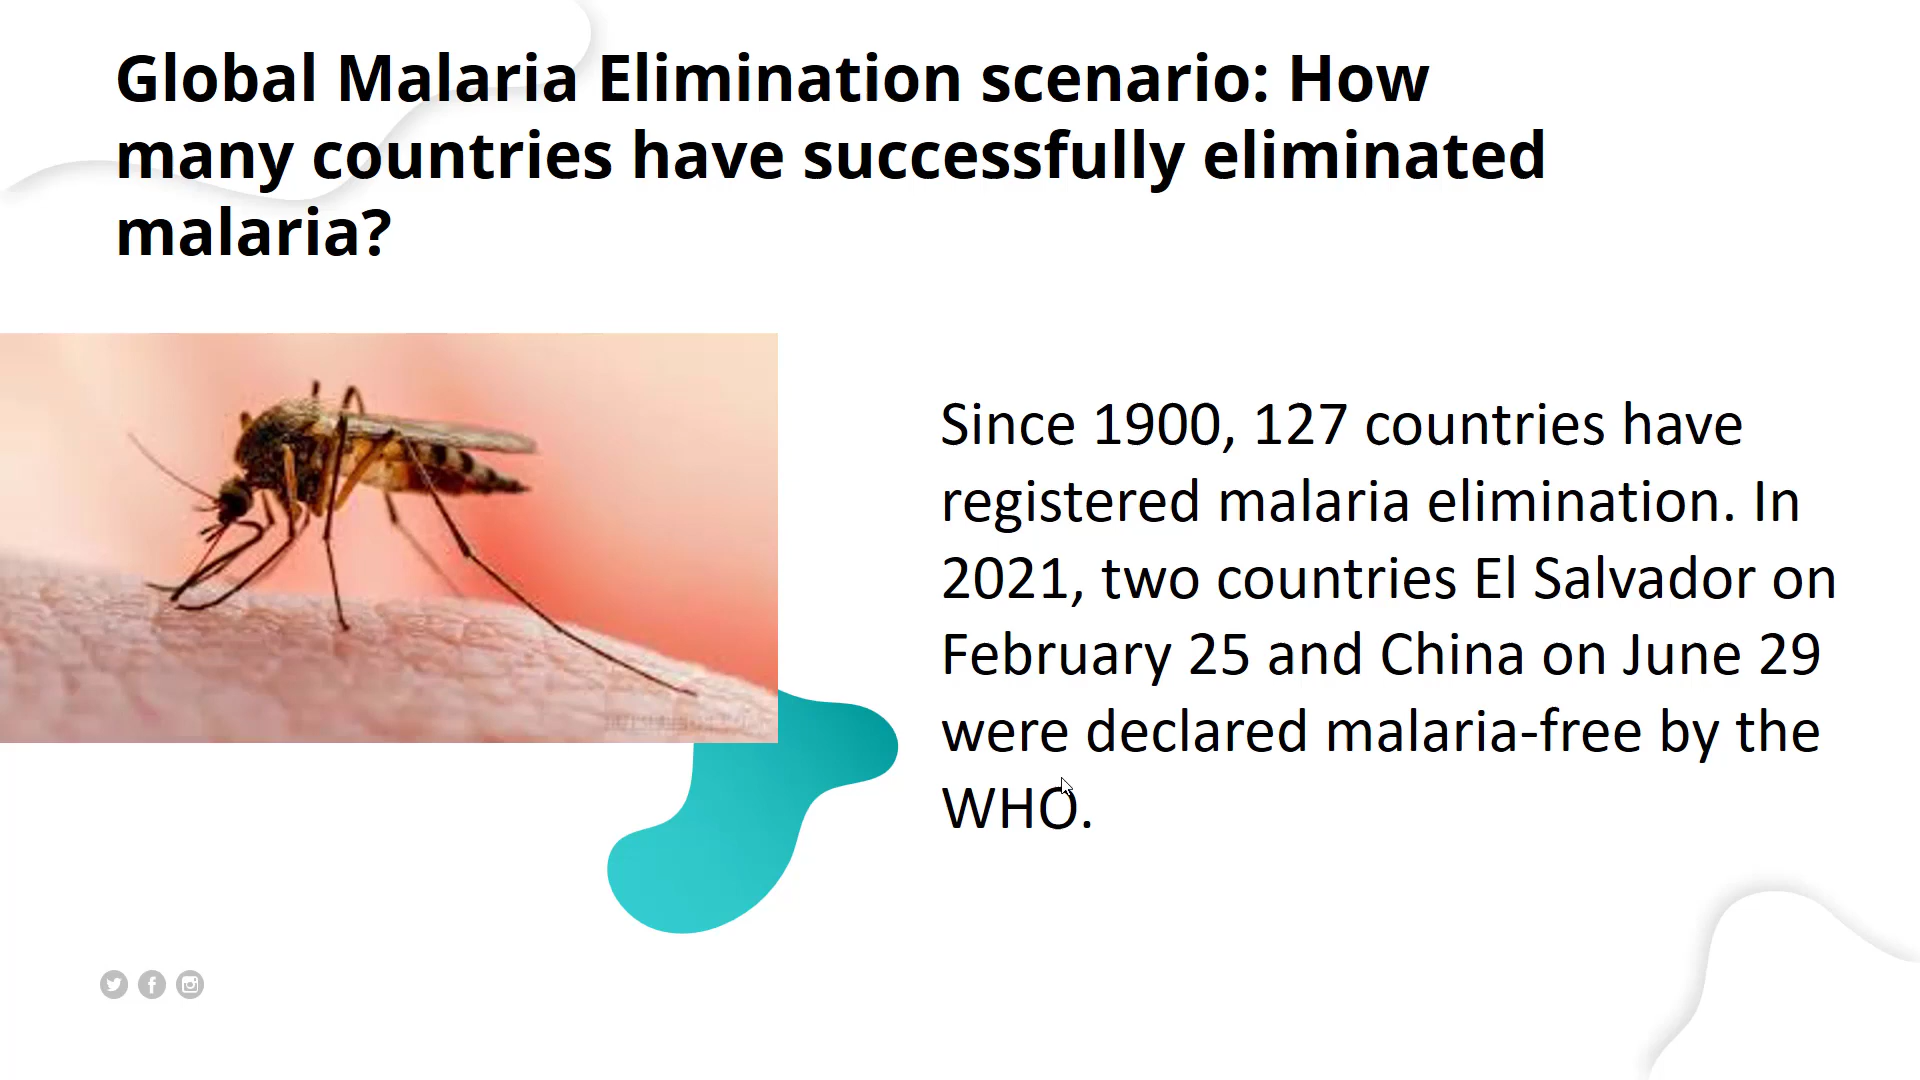 Global Malaria Elimination scenario: How
many countries have successfully eliminated
malaria?
Since 1900, 127 countries have
registered malaria elimination. In
2021, two countries El Salvador on
February 25 and China on June 29
were declared malaria-free by the
WHO.